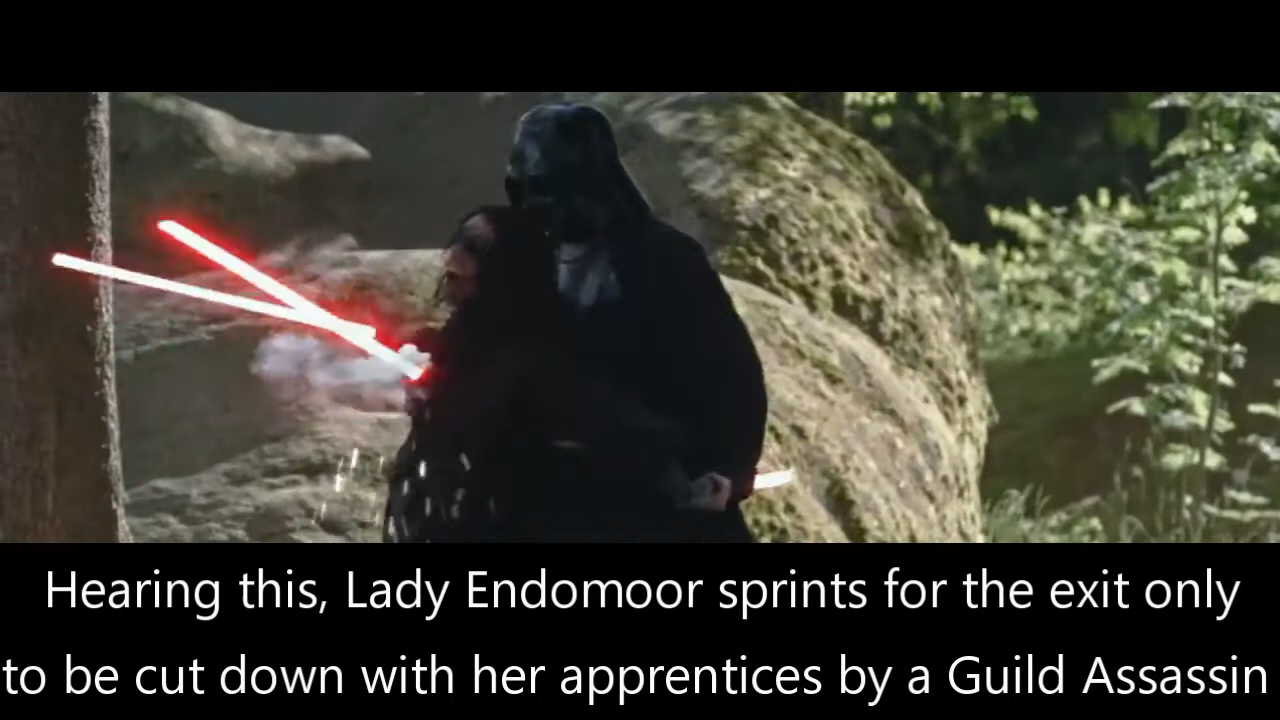 Hearing this, Lady Endomoor sprints for the exit only
to be cut down with her apprentices by a Guild Assassin